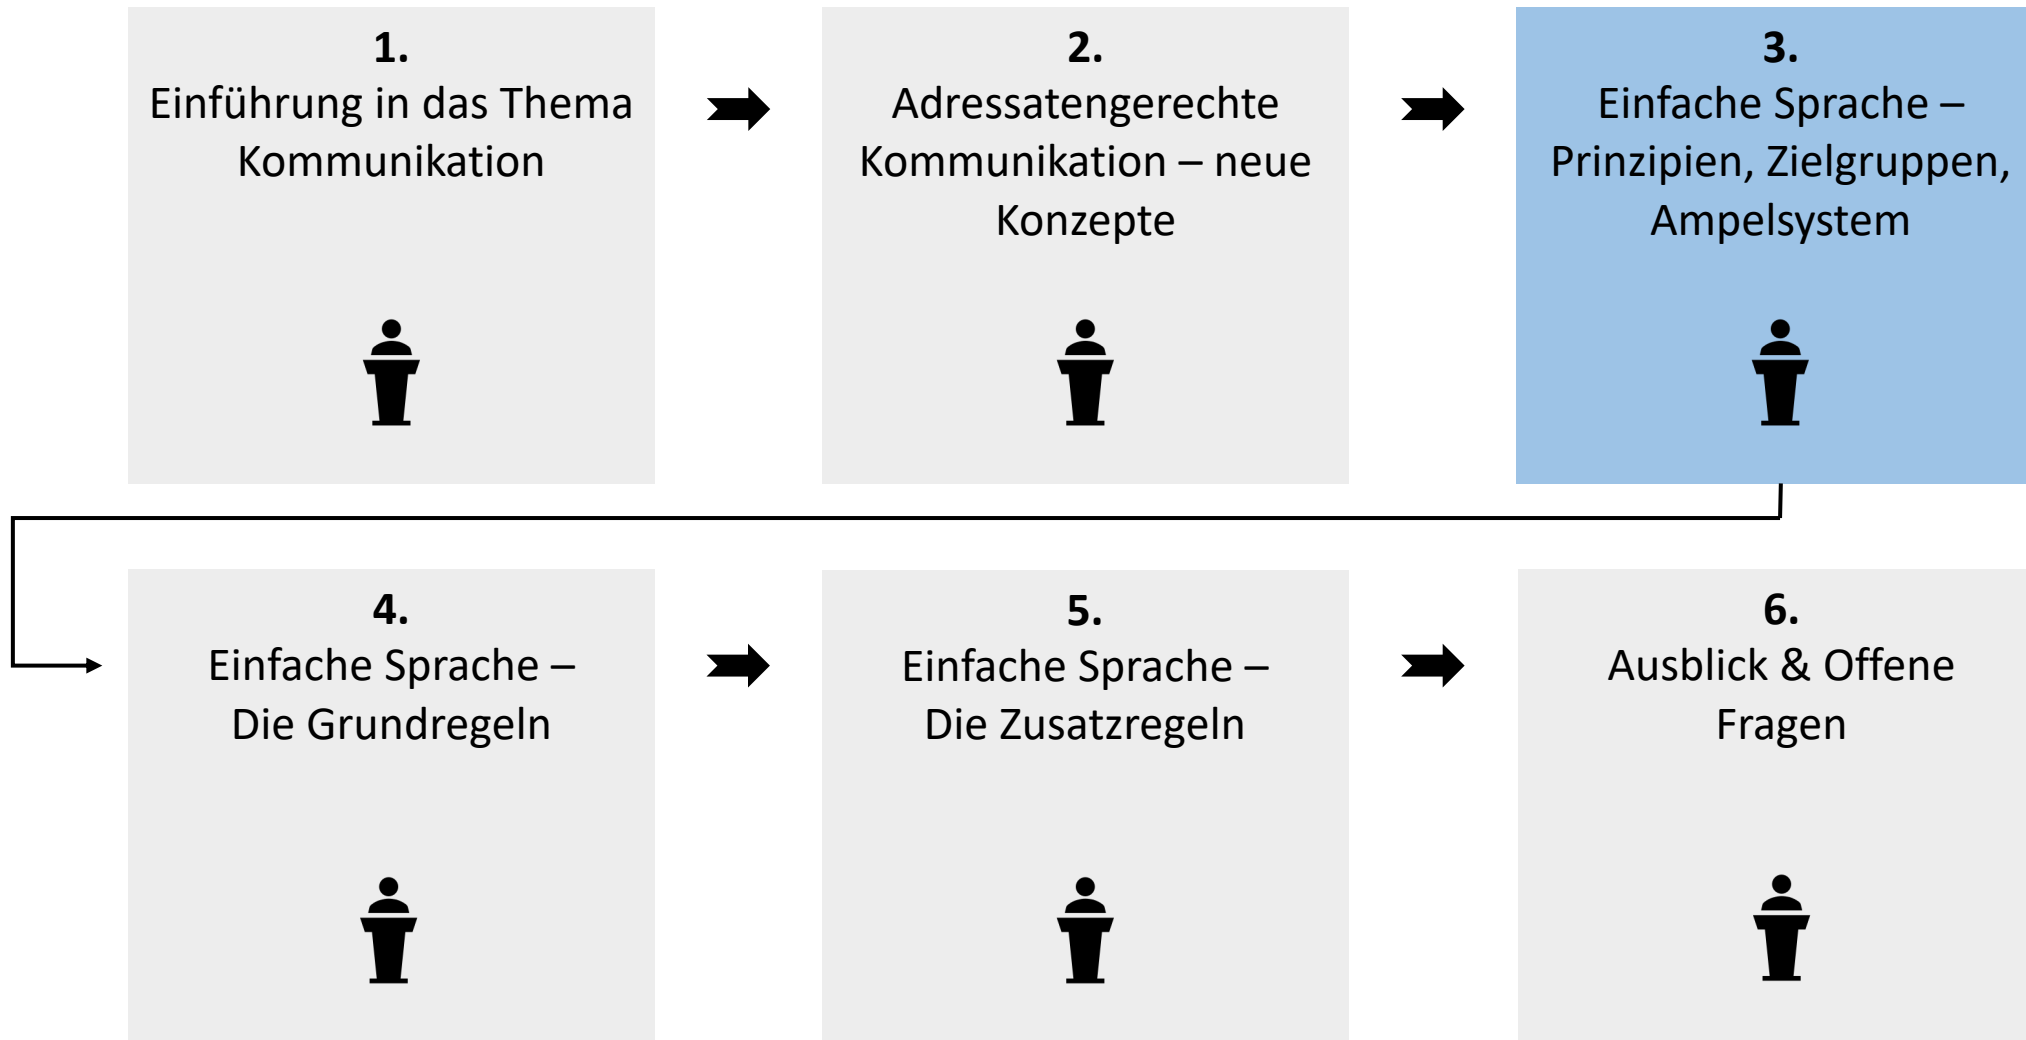 1.
Einführung in das Thema
Kommunikation
2.
Adressatengerechte
Kommunikation – neue
Konzepte
3.
Einfache Sprache –
Prinzipien, Zielgruppen,
Ampelsystem
4.
Einfache Sprache –
Die Grundregeln
5.
Einfache Sprache –
Die Zusatzregeln
6.
Ausblick & Offene
Fragen